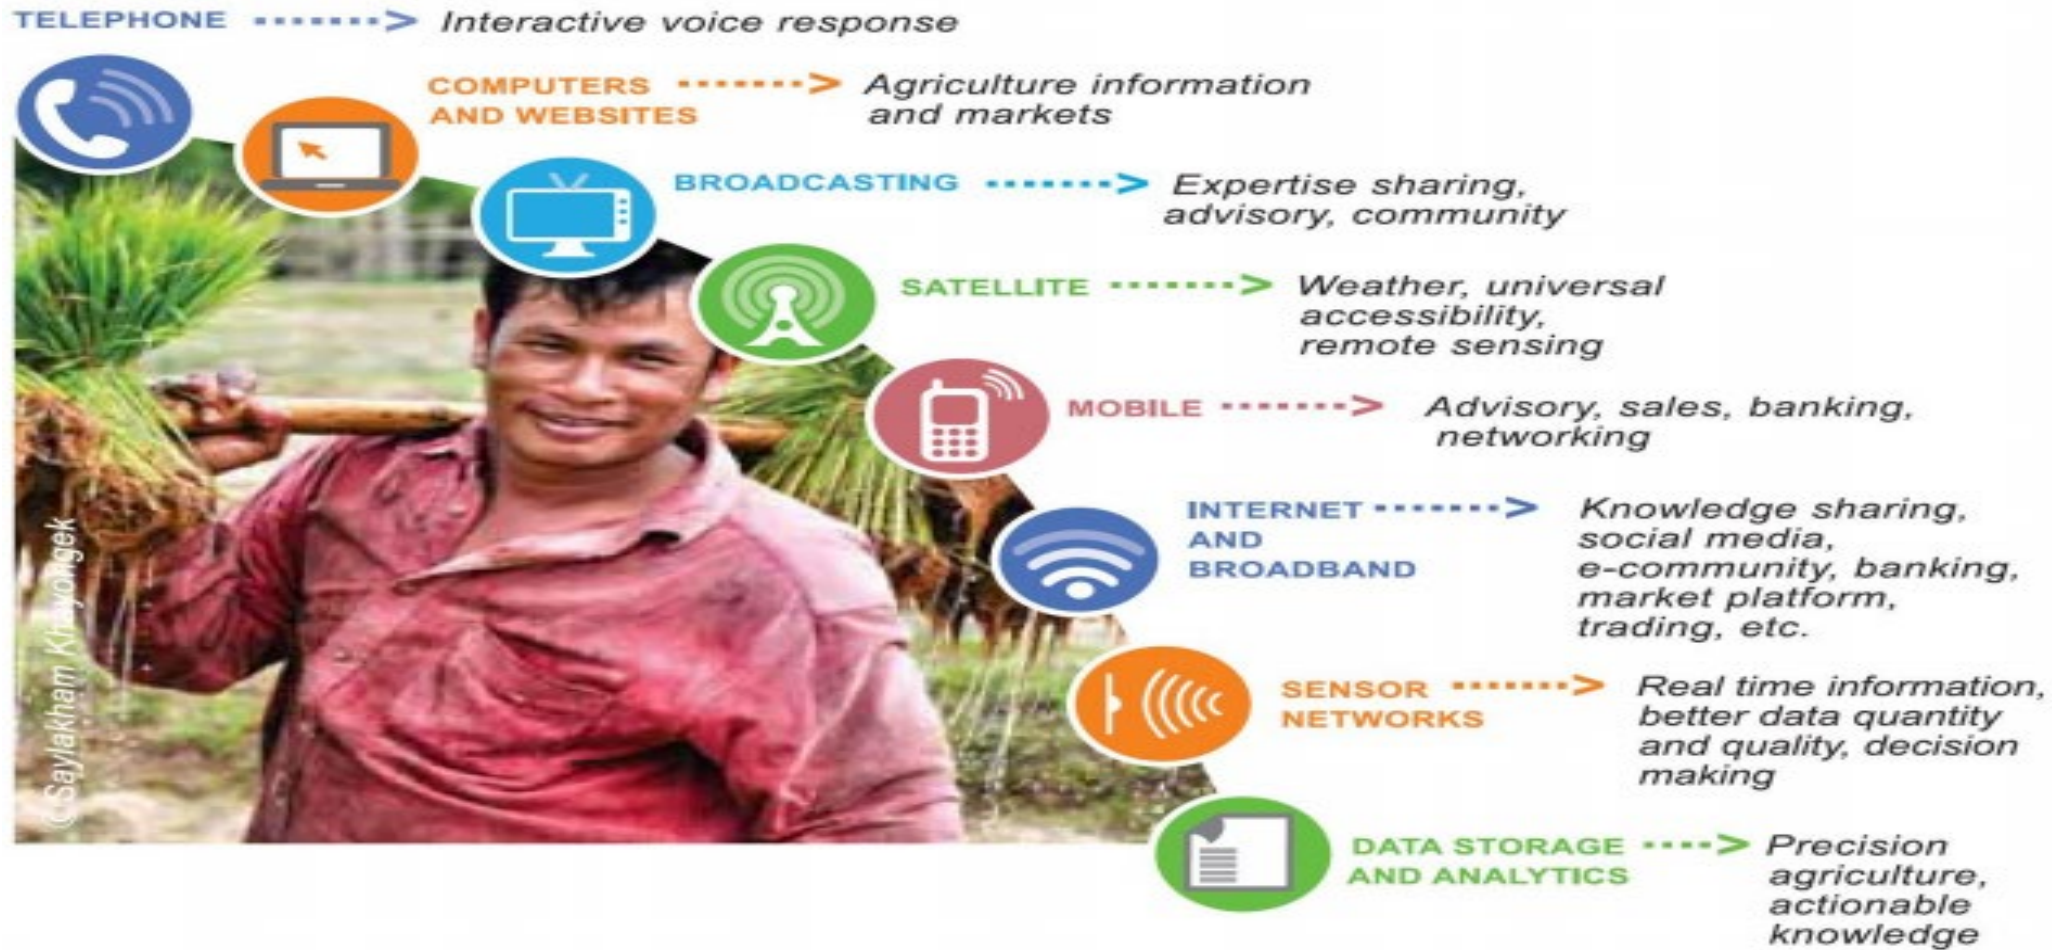 TELEPHONE -------> Interactive voice response
COMPUTERS -------> Agriculture information
AND WEBSITES and markets
BROADCASTING -------> Expertise sharing,
advisory, community
SATELLITE -------> Weather, universal
accessibility,
remote sensing
MOBILE -------> Advisory, sales, banking,
networking
INTERNET -------> Knowledge sharing,
AND social media,
BROADBAND e-community, banking,
market platform,
trading, etc.
SENSOR -------> Real time information,
NETWORKS better data quantity
and quality, decision
making
DATA STORAGE ----> Precision
AND ANALYTICS agriculture,
actionable
knowledge
© Saylakham